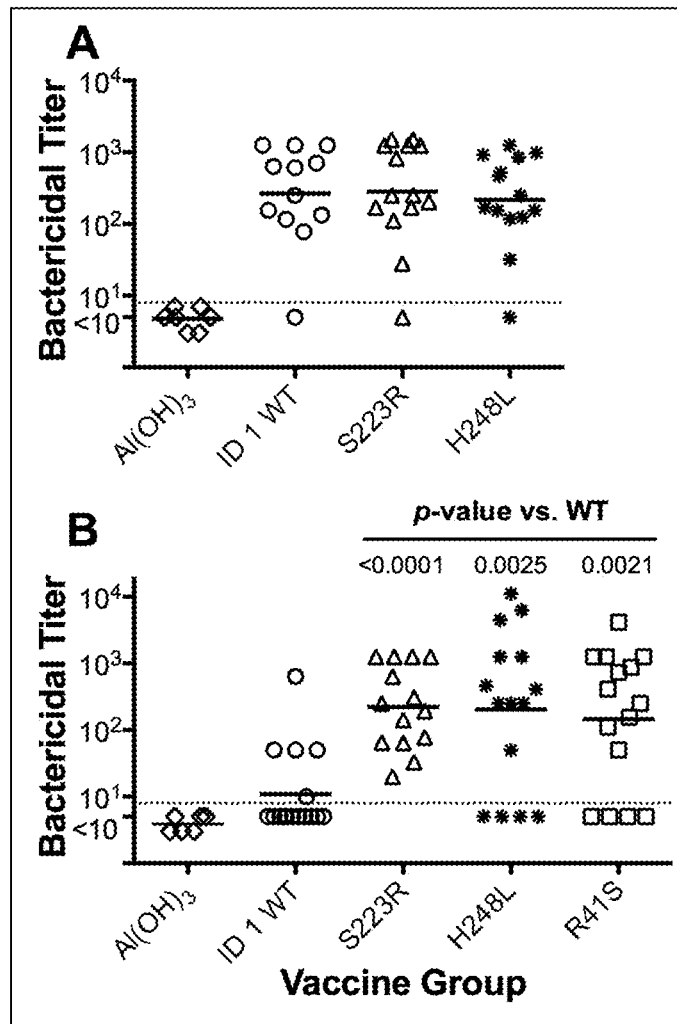 A
Bactericidal Titer
10⁴
10³
10²
10¹
<10
Al(OH)₃
ID 1 WT
S223R
H248L
B
p-value vs. WT
<0.0001 0.0025 0.0021
Bactericidal Titer
10⁴
10³
10²
10¹
<10
Al(OH)₃
ID 1 WT
S223R
H248L
R41S
Vaccine Group